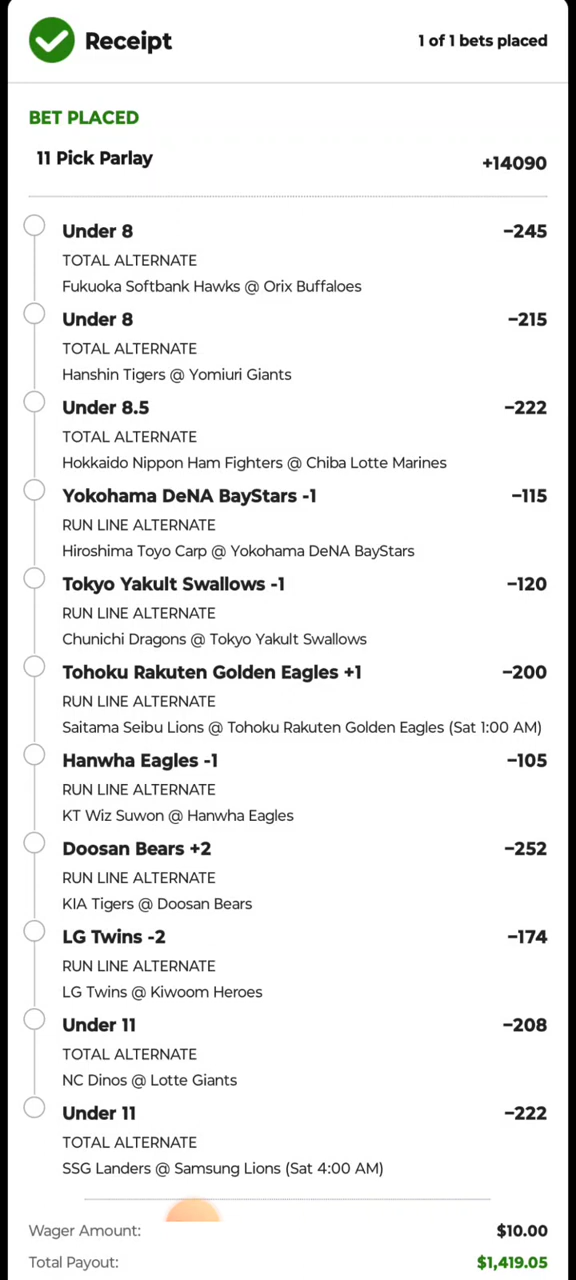 Receipt
1 of 1 bets placed
BET PLACED
11 Pick Parlay
+14090
Under 8
−245
TOTAL ALTERNATE
Fukuoka Softbank Hawks @ Orix Buffaloes
Under 8
−215
TOTAL ALTERNATE
Hanshin Tigers @ Yomiuri Giants
Under 8.5
−222
TOTAL ALTERNATE
Hokkaido Nippon Ham Fighters @ Chiba Lotte Marines
Yokohama DeNA BayStars -1
−115
RUN LINE ALTERNATE
Hiroshima Toyo Carp @ Yokohama DeNA BayStars
Tokyo Yakult Swallows -1
−120
RUN LINE ALTERNATE
Chunichi Dragons @ Tokyo Yakult Swallows
Tohoku Rakuten Golden Eagles +1
−200
RUN LINE ALTERNATE
Saitama Seibu Lions @ Tohoku Rakuten Golden Eagles (Sat 1:00 AM)
Hanwha Eagles -1
−105
RUN LINE ALTERNATE
KT Wiz Suwon @ Hanwha Eagles
Doosan Bears +2
−252
RUN LINE ALTERNATE
KIA Tigers @ Doosan Bears
LG Twins -2
−174
RUN LINE ALTERNATE
LG Twins @ Kiwoom Heroes
Under 11
−208
TOTAL ALTERNATE
NC Dinos @ Lotte Giants
Under 11
−222
TOTAL ALTERNATE
SSG Landers @ Samsung Lions (Sat 4:00 AM)
Wager Amount:
$10.00
Total Payout:
$1,419.05